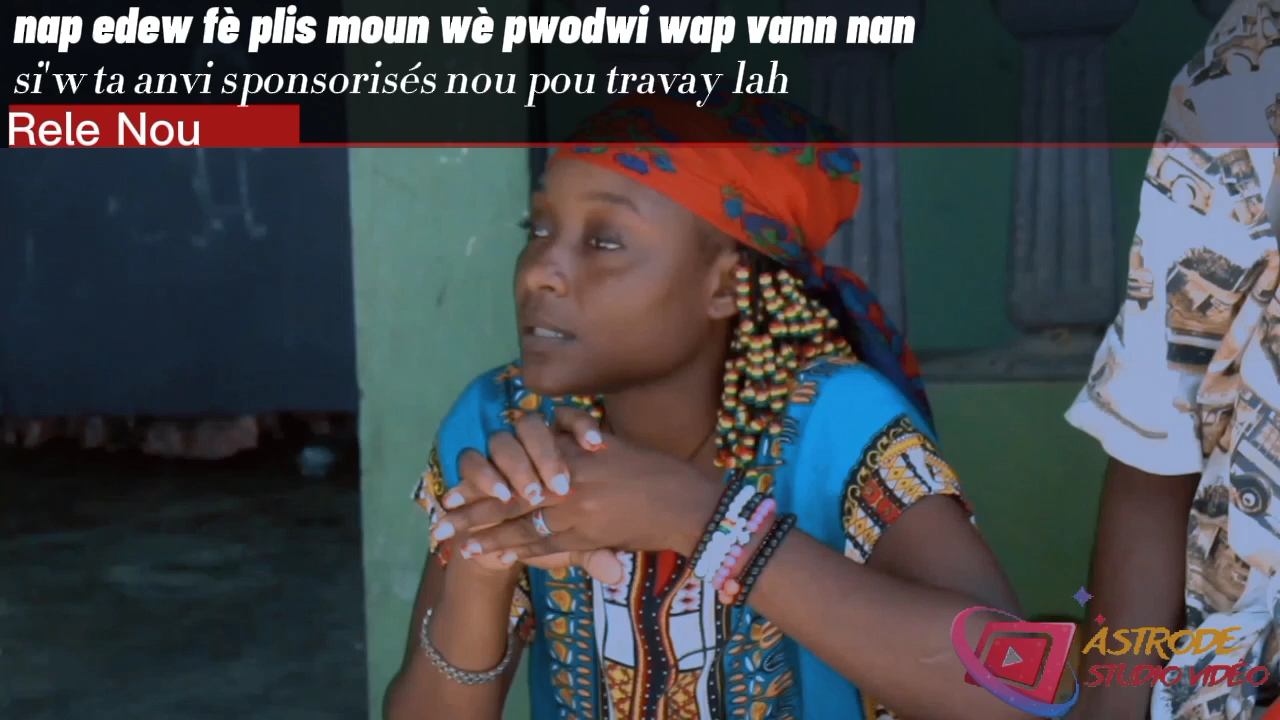 nap edew fè plis moun wè pwodwi wap vann nan
si'w ta anvi sponsorisés nou pou travay lah
Rele Nou
ASTRODE
STUDIO VIDÉO